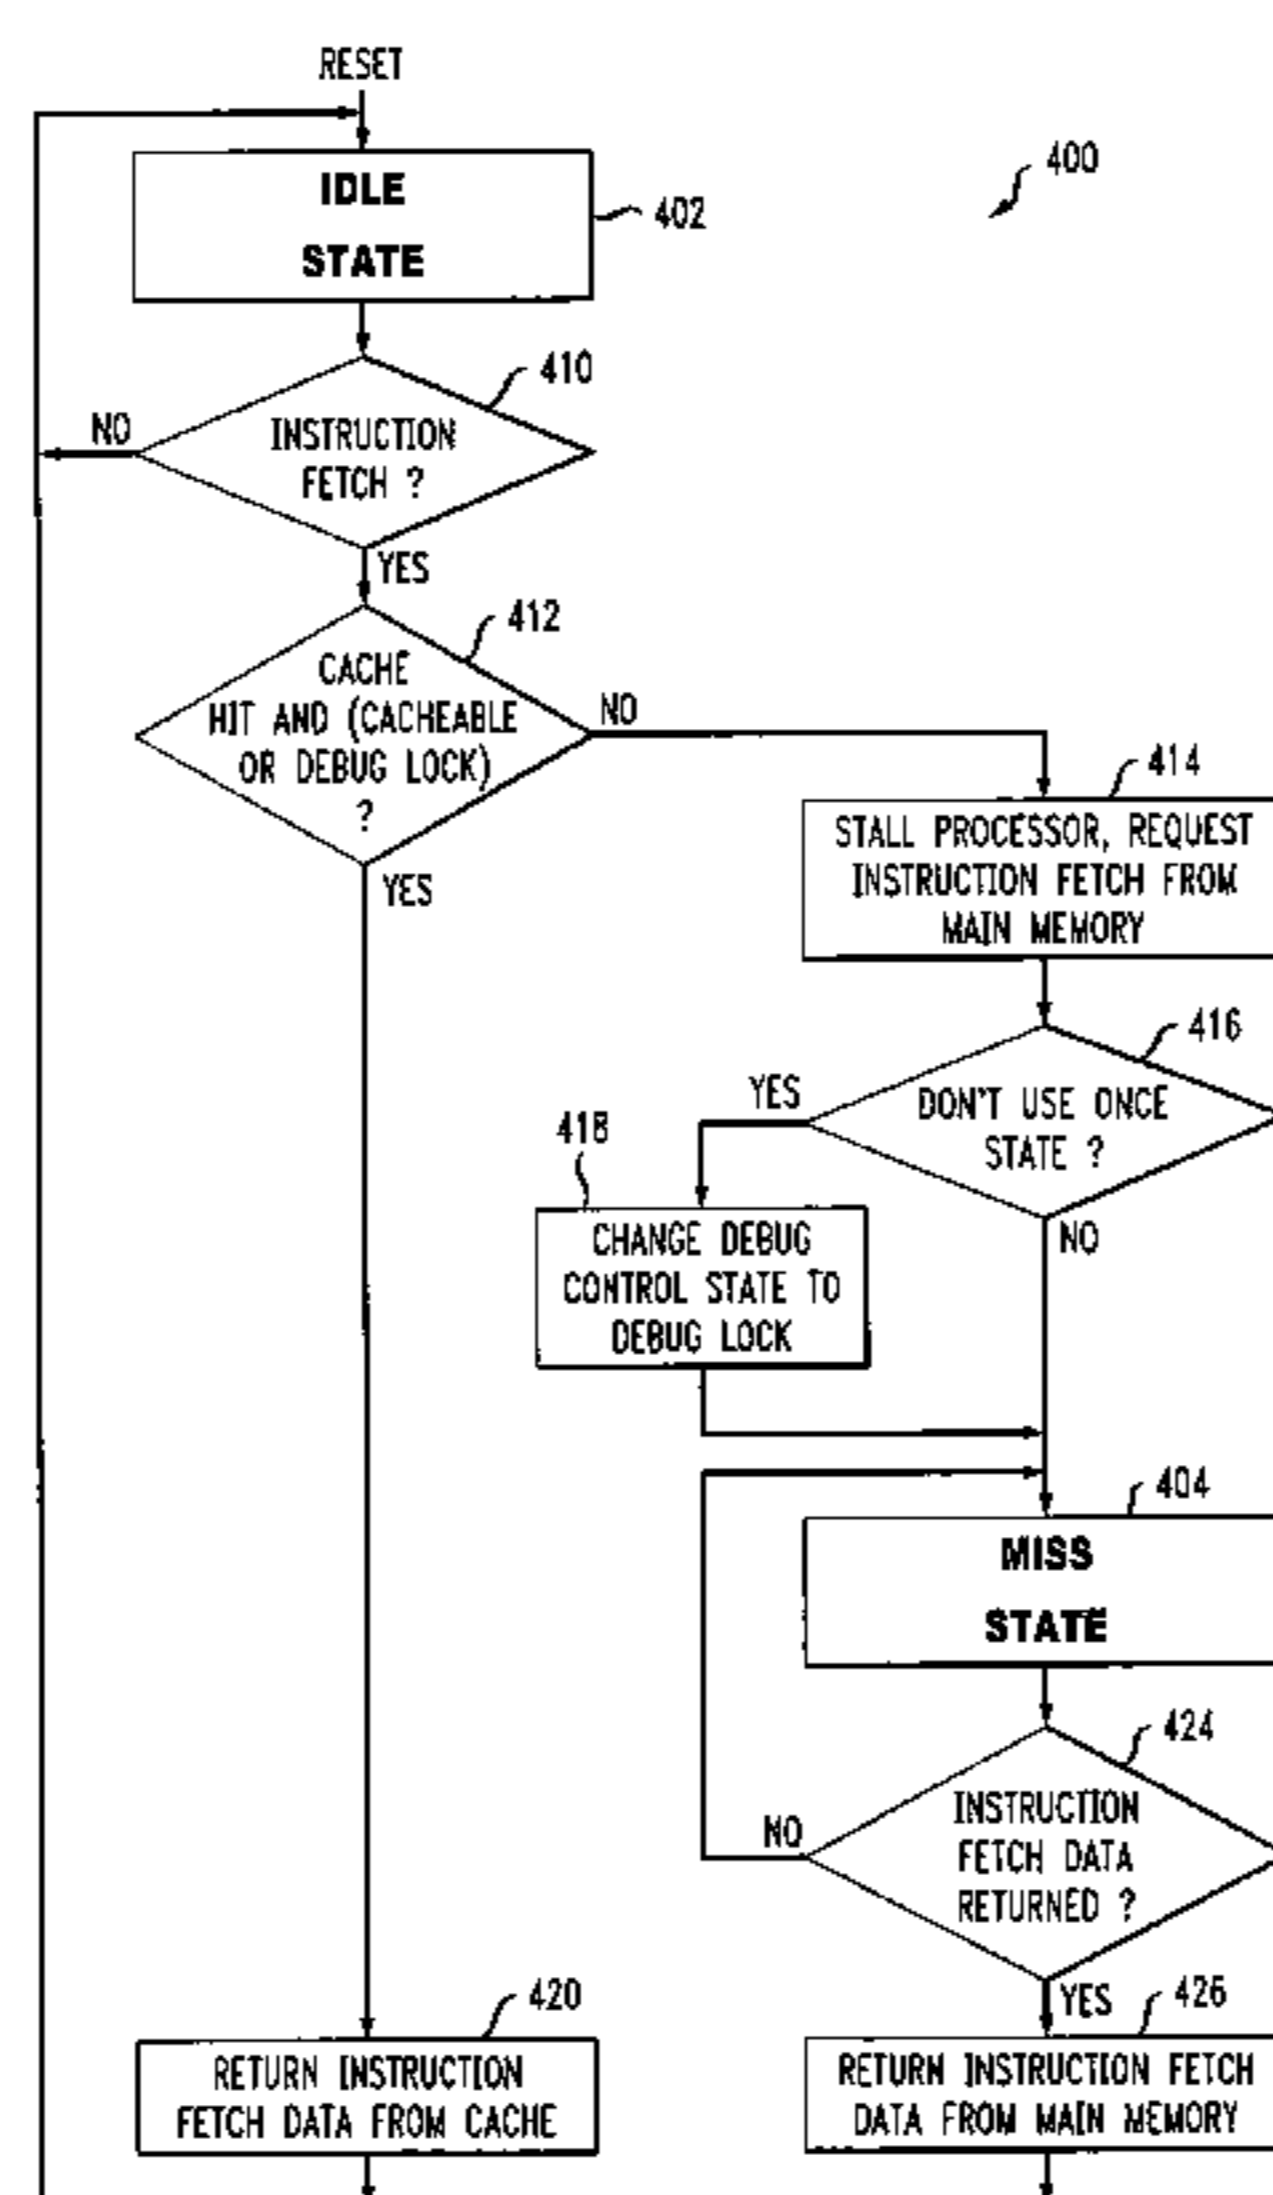 RESET
400
IDLE
STATE
402
410
NO
INSTRUCTION
FETCH ?
YES
412
CACHE
HIT AND (CACHEABLE
OR DEBUG LOCK)
?
NO
YES
414
STALL PROCESSOR, REQUEST
INSTRUCTION FETCH FROM
MAIN MEMORY
416
YES
DON'T USE ONCE
STATE ?
418
NO
CHANGE DEBUG
CONTROL STATE TO
DEBUG LOCK
404
MISS
STATE
424
NO
INSTRUCTION
FETCH DATA
RETURNED ?
YES
420
426
RETURN INSTRUCTION
FETCH DATA FROM CACHE
RETURN INSTRUCTION FETCH
DATA FROM MAIN MEMORY